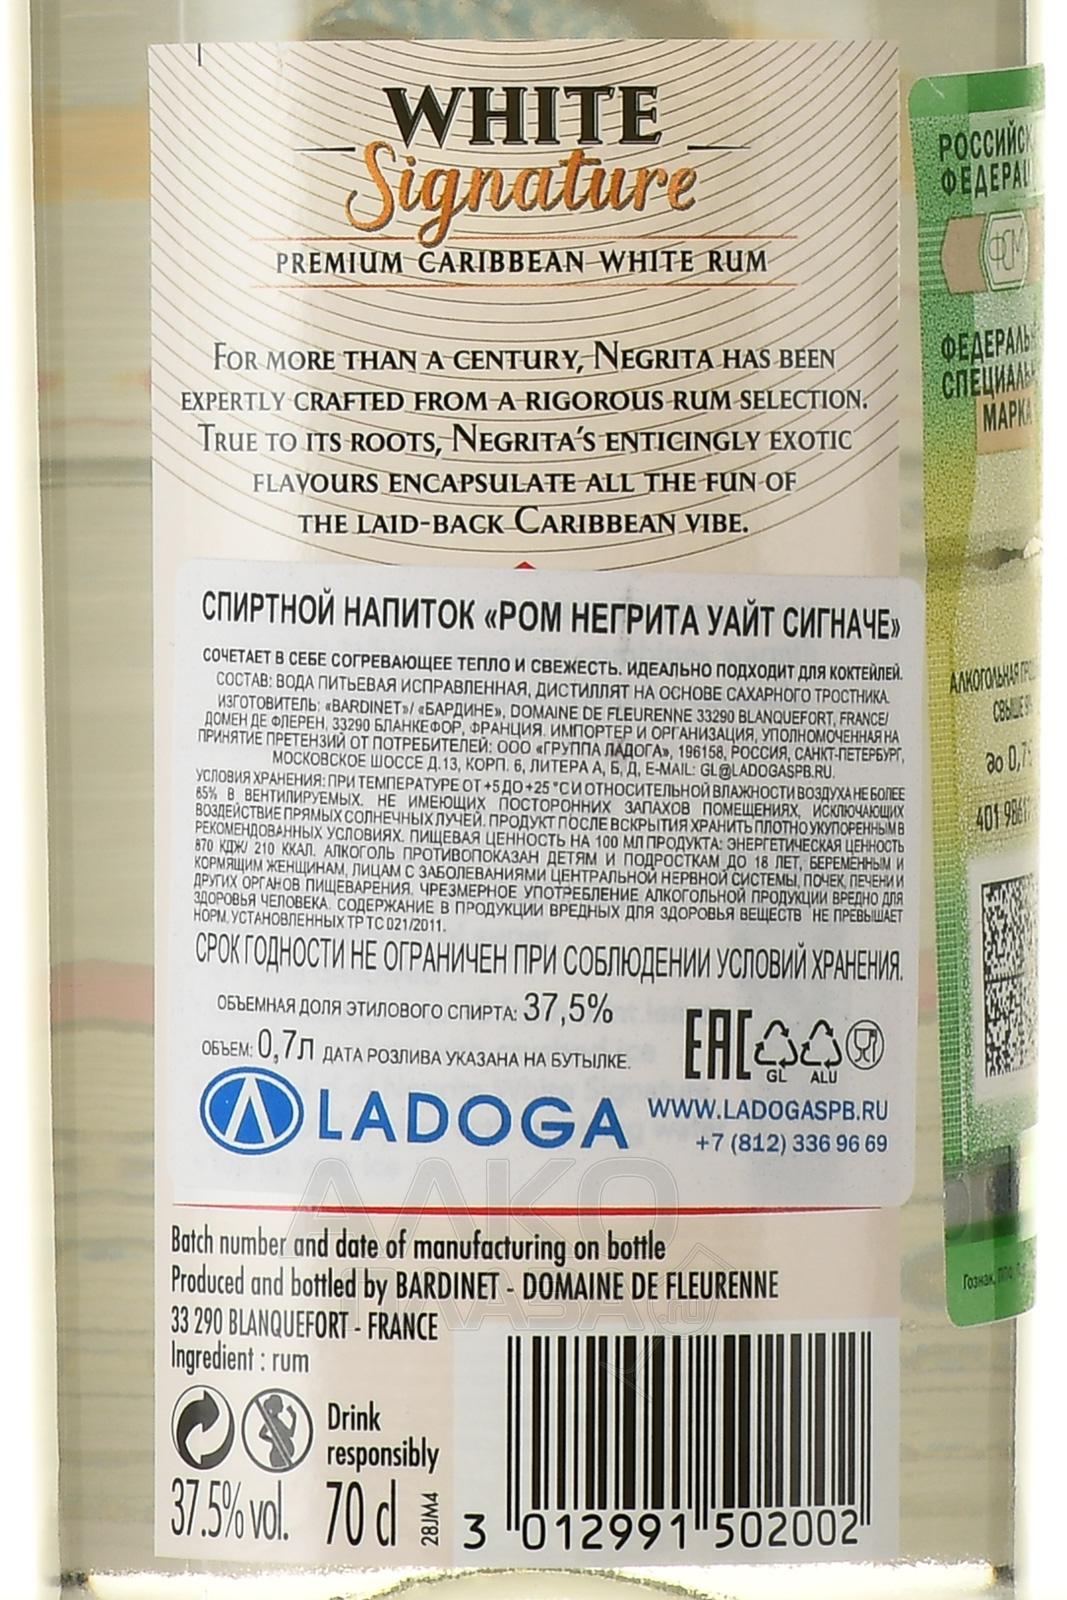 WHITE
Signature
PREMIUM CARIBBEAN WHITE RUM
FOR MORE THAN A CENTURY, NEGRITA HAS BEEN
EXPERTLY CRAFTED FROM A RIGOROUS RUM SELECTION.
TRUE TO ITS ROOTS, NEGRITA'S ENTICINGLY EXOTIC
FLAVOURS ENCAPSULATE ALL THE FUN OF
THE LAID-BACK CARIBBEAN VIBE.
СПИРТНОЙ НАПИТОК «РОМ НЕГРИТА УАЙТ СИГНАЧЕ»
СОЧЕТАЕТ В СЕБЕ СОГРЕВАЮЩЕЕ ТЕПЛО И СВЕЖЕСТЬ. ИДЕАЛЬНО ПОДХОДИТ ДЛЯ КОКТЕЙЛЕЙ.
СОСТАВ: ВОДА ПИТЬЕВАЯ ИСПРАВЛЕННАЯ, ДИСТИЛЛЯТ НА ОСНОВЕ САХАРНОГО ТРОСТНИКА.
ИЗГОТОВИТЕЛЬ: «BARDINET»/ «БАРДИНЕ», DOMAINE DE FLEURENNE 33290 BLANQUEFORT, FRANCE/
ДОМЕН ДЕ ФЛЕРЕН, 33290 БЛАНКЕФОР, ФРАНЦИЯ. ИМПОРТЕР И ОРГАНИЗАЦИЯ, УПОЛНОМОЧЕННАЯ НА
ПРИНЯТИЕ ПРЕТЕНЗИЙ ОТ ПОТРЕБИТЕЛЕЙ: ООО «ГРУППА ЛАДОГА», 196158, РОССИЯ, САНКТ-ПЕТЕРБУРГ,
МОСКОВСКОЕ ШОССЕ Д.13, КОРП. 6, ЛИТЕРА А, Б, Д, E-MAIL: GL@LADOGASPB.RU.
УСЛОВИЯ ХРАНЕНИЯ: ПРИ ТЕМПЕРАТУРЕ ОТ +5 ДО +25 °С И ОТНОСИТЕЛЬНОЙ ВЛАЖНОСТИ ВОЗДУХА НЕ БОЛЕЕ
85% В ВЕНТИЛИРУЕМЫХ. НЕ ИМЕЮЩИХ ПОСТОРОННИХ ЗАПАХОВ ПОМЕЩЕНИЯХ, ИСКЛЮЧАЮЩИХ
ВОЗДЕЙСТВИЕ ПРЯМЫХ СОЛНЕЧНЫХ ЛУЧЕЙ. ПРОДУКТ ПОСЛЕ ВСКРЫТИЯ ХРАНИТЬ ПЛОТНО УКУПОРЕННЫМ В
РЕКОМЕНДОВАННЫХ УСЛОВИЯХ. ПИЩЕВАЯ ЦЕННОСТЬ НА 100 МЛ ПРОДУКТА: ЭНЕРГЕТИЧЕСКАЯ ЦЕННОСТЬ
870 КДЖ/ 210 ККАЛ. АЛКОГОЛЬ ПРОТИВОПОКАЗАН ДЕТЯМ И ПОДРОСТКАМ ДО 18 ЛЕТ, БЕРЕМЕННЫМ И
КОРМЯЩИМ ЖЕНЩИНАМ, ЛИЦАМ С ЗАБОЛЕВАНИЯМИ ЦЕНТРАЛЬНОЙ НЕРВНОЙ СИСТЕМЫ, ПОЧЕК, ПЕЧЕНИ И
ДРУГИХ ОРГАНОВ ПИЩЕВАРЕНИЯ. ЧРЕЗМЕРНОЕ УПОТРЕБЛЕНИЕ АЛКОГОЛЬНОЙ ПРОДУКЦИИ ВРЕДНО ДЛЯ
ЗДОРОВЬЯ ЧЕЛОВЕКА. СОДЕРЖАНИЕ В ПРОДУКЦИИ ВРЕДНЫХ ДЛЯ ЗДОРОВЬЯ ВЕЩЕСТВ НЕ ПРЕВЫШАЕТ
НОРМ, УСТАНОВЛЕННЫХ ТР ТС 021/2011.
СРОК ГОДНОСТИ НЕ ОГРАНИЧЕН ПРИ СОБЛЮДЕНИИ УСЛОВИЙ ХРАНЕНИЯ.
ОБЪЕМНАЯ ДОЛЯ ЭТИЛОВОГО СПИРТА: 37,5%
ОБЪЕМ: 0,7Л ДАТА РОЗЛИВА УКАЗАНА НА БУТЫЛКЕ.
EAC GL ALU
LADOGA
WWW.LADOGASPB.RU
+7 (812) 336 96 69
Batch number and date of manufacturing on bottle
Produced and bottled by BARDINET - DOMAINE DE FLEURENNE
33 290 BLANQUEFORT - FRANCE
Ingredient : rum
Drink
responsibly
37.5% vol. 70 cl
28JM4
3 012991 502002
РОССИЙСК
ФЕДЕРАЦ
ФСМ
ФЕДЕРАЛЬ
СПЕЦИАЛЬ
МАРКА
АЛКОГОЛЬНАЯ
СВЫШЕ
до 0,7
401
Гознак
АЛКО
ПЛАЗА.ru